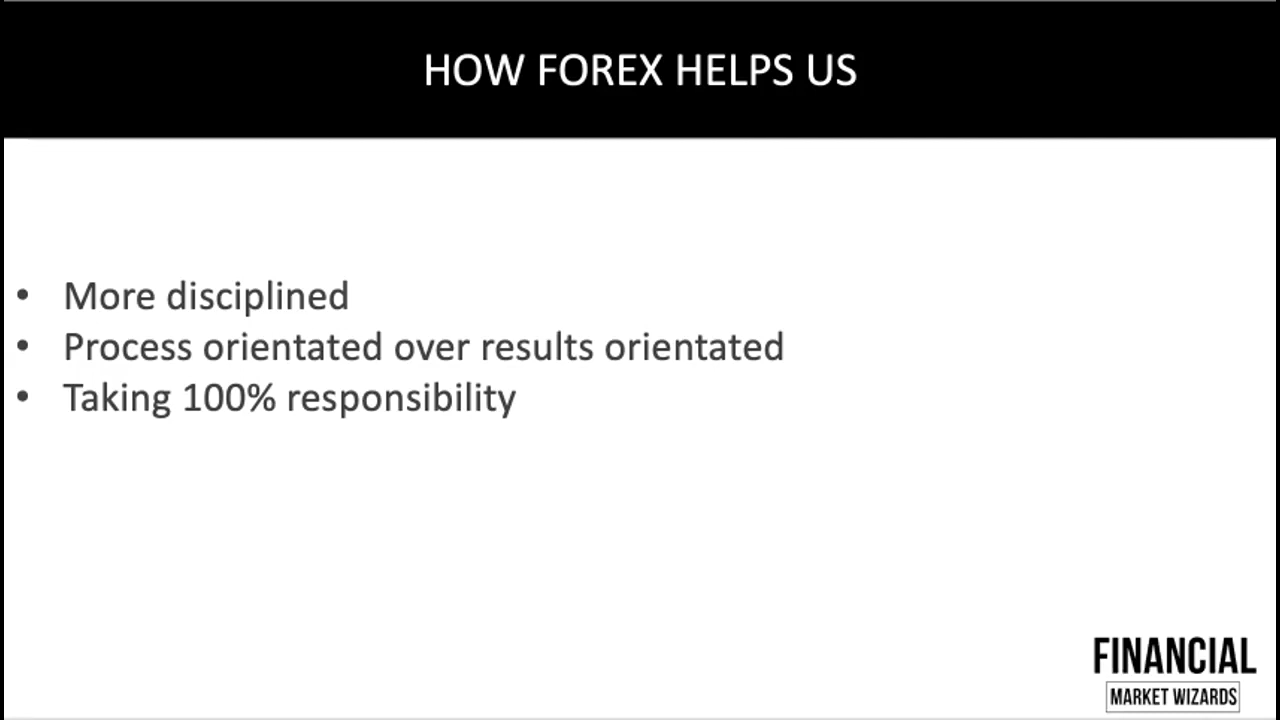 HOW FOREX HELPS US
• More disciplined
• Process orientated over results orientated
• Taking 100% responsibility
FINANCIAL
MARKET WIZARDS